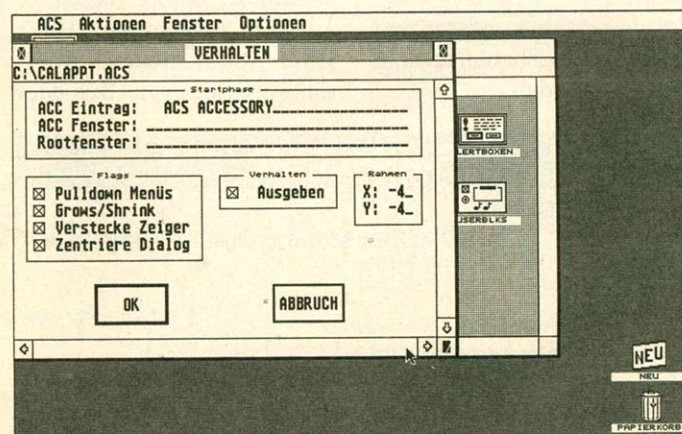 ACS Aktionen Fenster Optionen
VERHALTEN
C:\CALAPPT.ACS
Startphase
ACC Eintrag: ACS ACCESSORY
ACC Fenster:
Rootfenster:
Flags
Pulldown Menüs
Grows/Shrink
Verstecke Zeiger
Zentriere Dialog
Verhalten
Ausgeben
Rahmen
X: -4
Y: -4
OK
ABBRUCH
LERTBOXEN
USERBLKS
NEU
NEU
PAPIERKORB